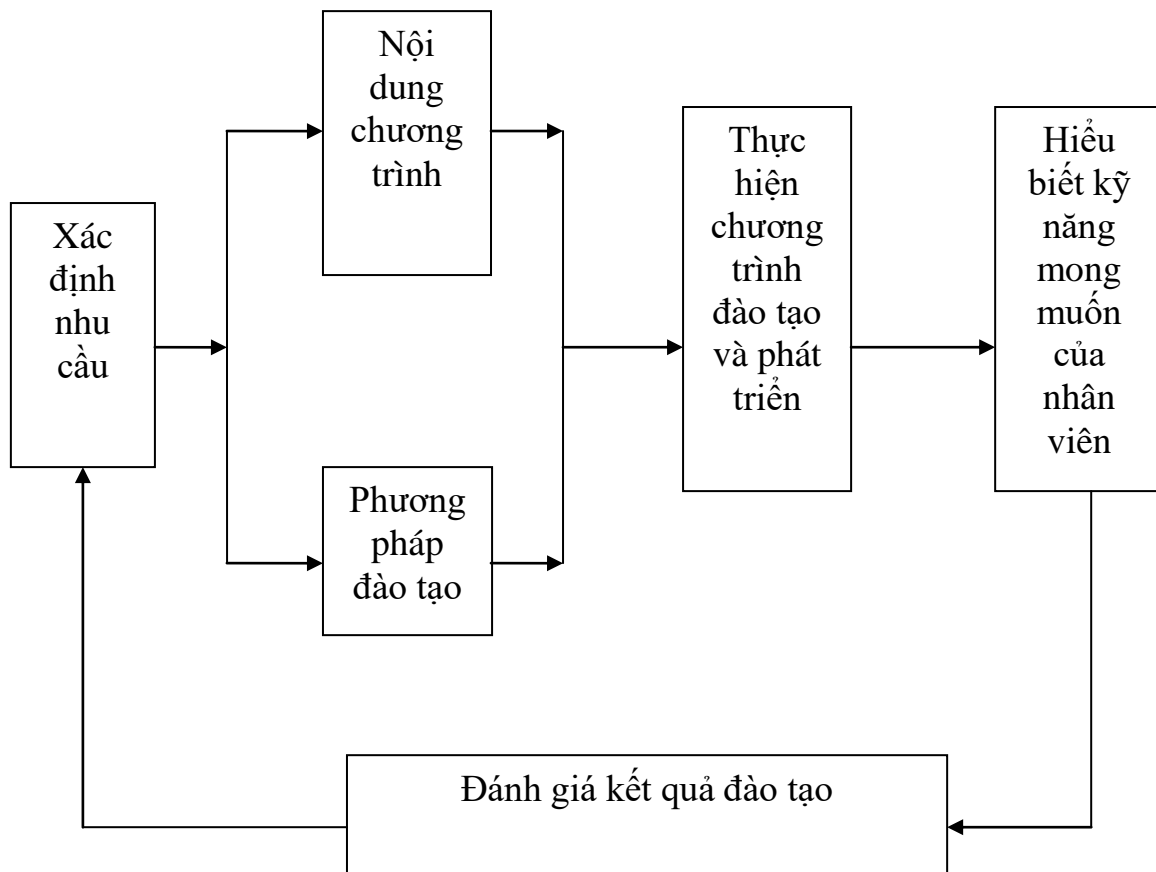 Xác
định
nhu
cầu
Nội
dung
chương
trình
Phương
pháp
đào tạo
Thực
hiện
chương
trình
đào tạo
và phát
triển
Hiểu
biết kỹ
năng
mong
muốn
của
nhân
viên
Đánh giá kết quả đào tạo